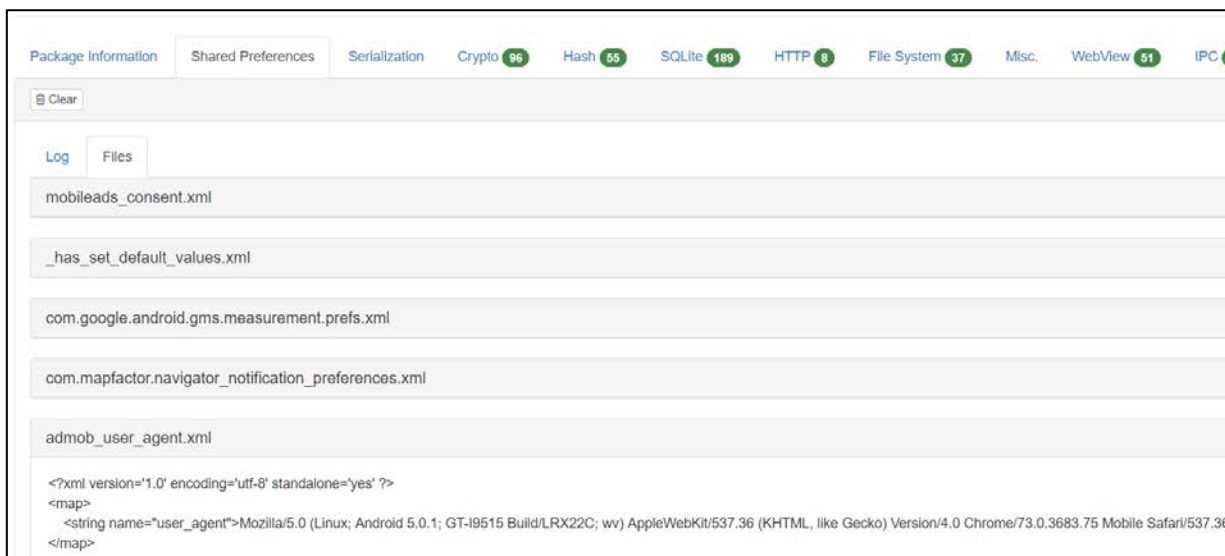 Package Information Shared Preferences Serialization Crypto 96 Hash 55 SQLite 189 HTTP 8 File System 37 Misc. WebView 51 IPC
Clear
Log Files
mobileads_consent.xml
_has_set_default_values.xml
com.google.android.gms.measurement.prefs.xml
com.mapfactor.navigator_notification_preferences.xml
admob_user_agent.xml
<?xml version='1.0' encoding='utf-8' standalone='yes' ?>
<map>
<string name="user_agent">Mozilla/5.0 (Linux; Android 5.0.1; GT-I9515 Build/LRX22C; wv) AppleWebKit/537.36 (KHTML, like Gecko) Version/4.0 Chrome/73.0.3683.75 Mobile Safari/537.36
</map>